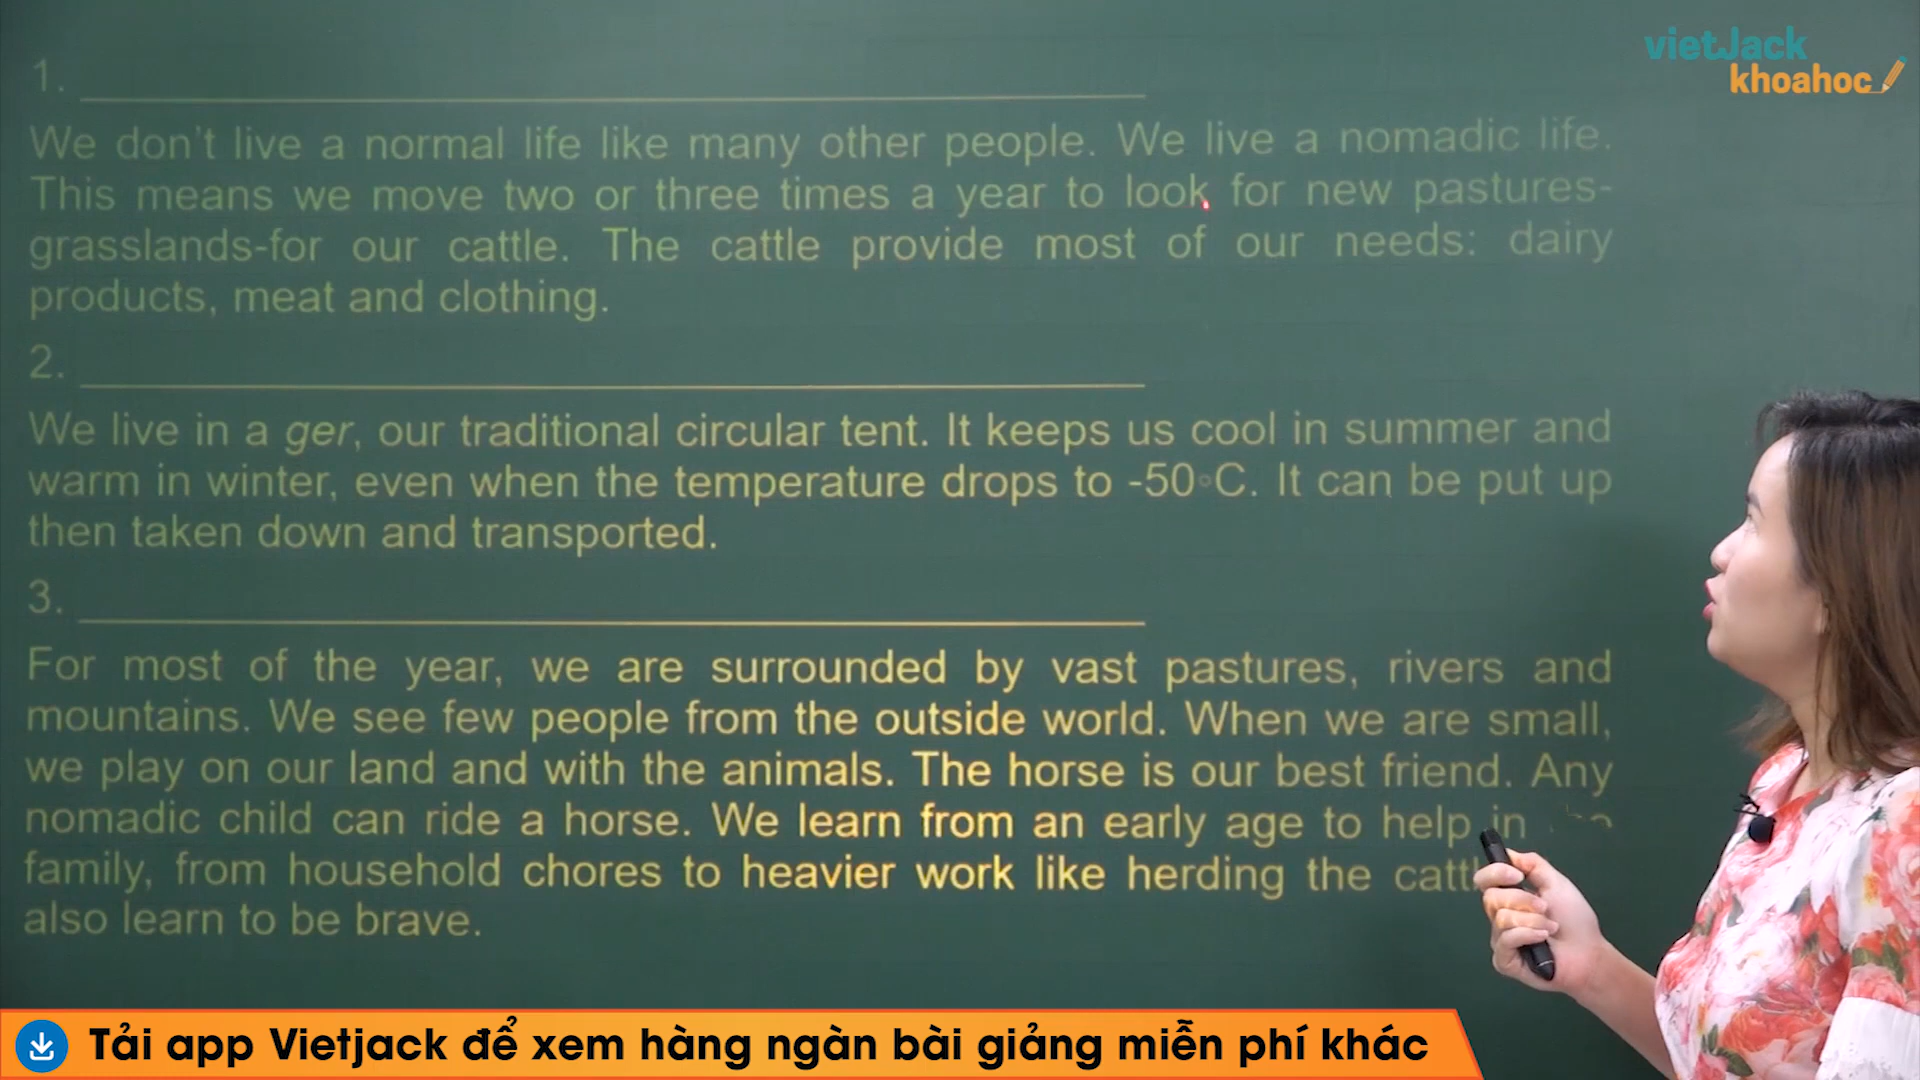 vietJack
khoahoc
1.
We don't live a normal life like many other people. We live a nomadic life.
This means we move two or three times a year to look for new pastures-
grasslands-for our cattle. The cattle provide most of our needs: dairy
products, meat and clothing.
2.
We live in a ger, our traditional circular tent. It keeps us cool in summer and
warm in winter, even when the temperature drops to -50◦C. It can be put up
then taken down and transported.
3.
For most of the year, we are surrounded by vast pastures, rivers and
mountains. We see few people from the outside world. When we are small,
we play on our land and with the animals. The horse is our best friend. Any
nomadic child can ride a horse. We learn from an early age to help in
family, from household chores to heavier work like herding the
also learn to be brave.
Tải app Vietjack để xem hàng ngàn bài giảng miễn phí khác